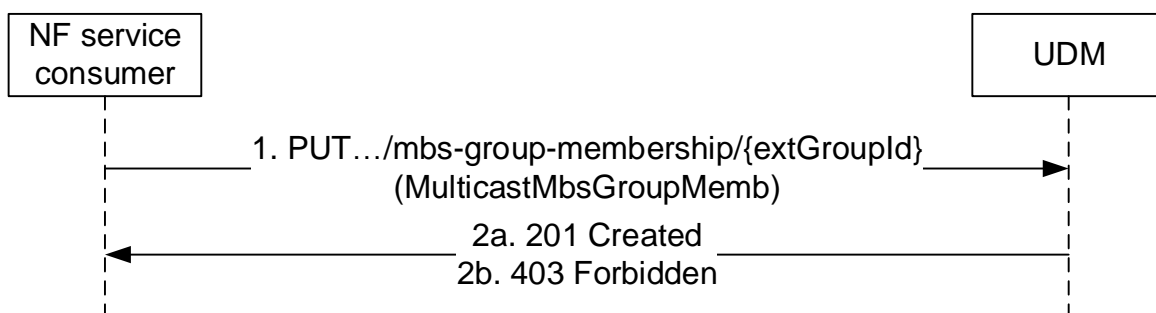 NF service
consumer
UDM
1. PUT…/mbs-group-membership/{extGroupId}
(MulticastMbsGroupMemb)
2a. 201 Created
2b. 403 Forbidden